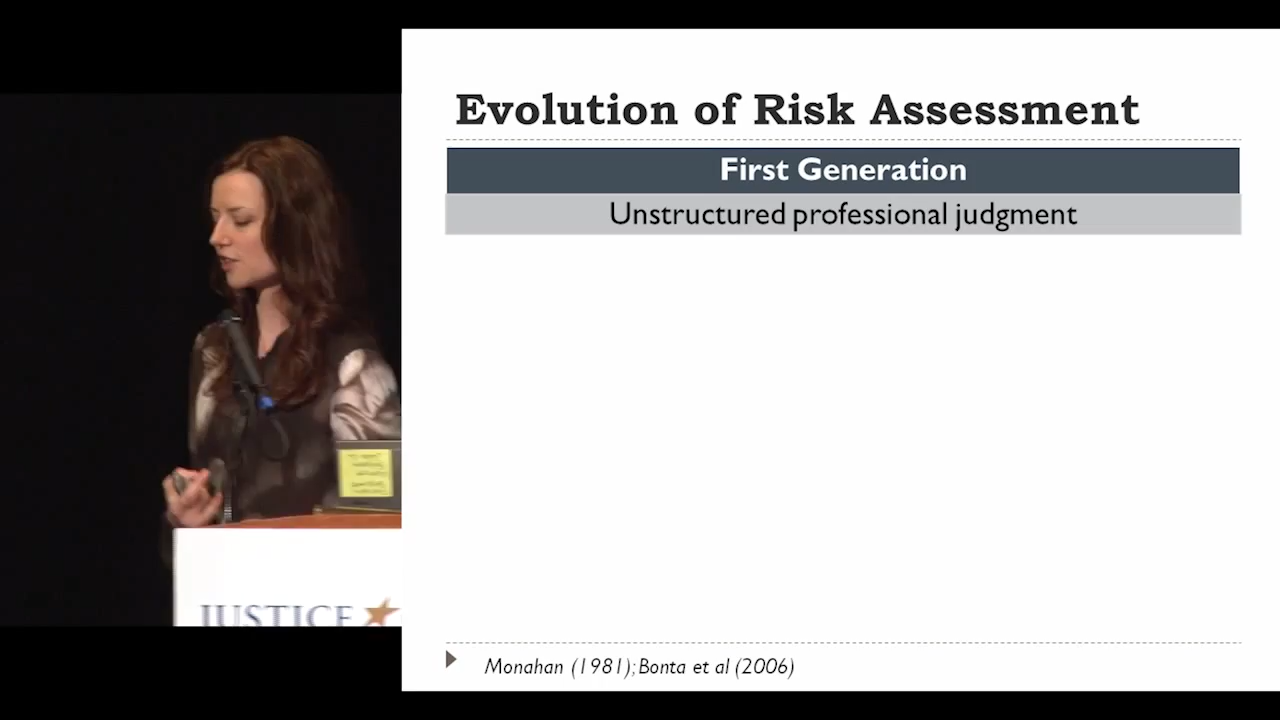 Evolution of Risk Assessment
First Generation
Unstructured professional judgment
Monahan (1981); Bonta et al (2006)
JUSTICE